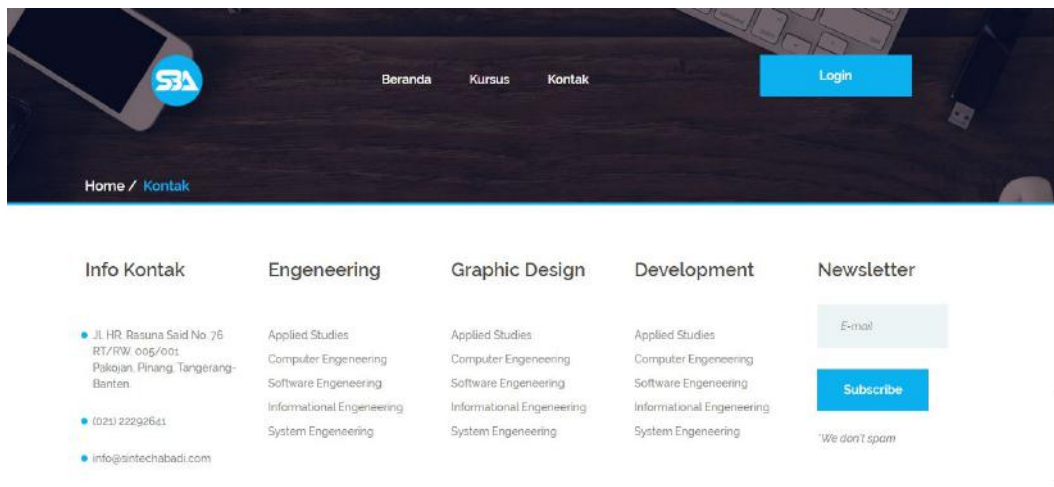 SBA
Beranda Kursus Kontak
Login
Home / Kontak
Info Kontak
Jl. HR. Rasuna Said No. 76
RT/RW. 005/001
Pakojan, Pinang, Tangerang-
Banten.
(021) 22292641
info@sintechabadi.com
Engeneering
Applied Studies
Computer Engeneering
Software Engeneering
Informational Engeneering
System Engeneering
Graphic Design
Applied Studies
Computer Engeneering
Software Engeneering
Informational Engeneering
System Engeneering
Development
Applied Studies
Computer Engeneering
Software Engeneering
Informational Engeneering
System Engeneering
Newsletter
E-mail
Subscribe
*We don't spam